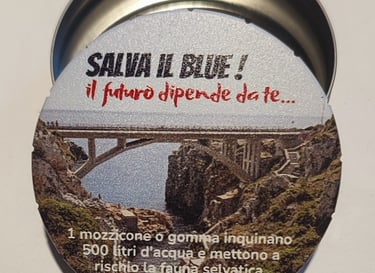 SALVA IL BLUE !
il futuro dipende da te...
1 mozzicone o gomma inquinano
500 litri d'acqua e mettono a
rischio la fauna selvatica